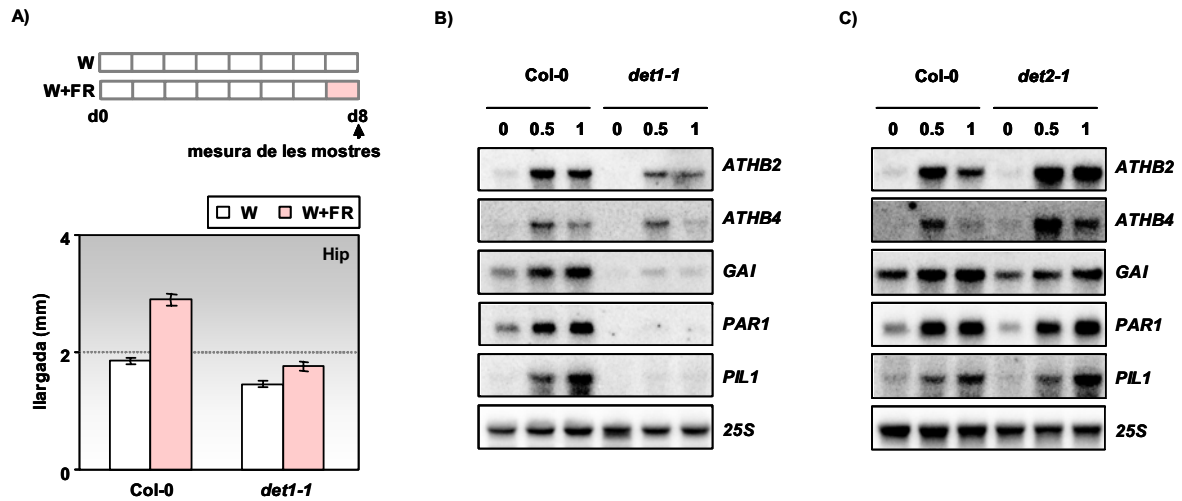 A)
W
W+FR
d0 d8
mesura de les mostres
W W+FR
Hip
llargada (mm)
4
2
0
Col-0 det1-1
B)
Col-0 det1-1
0 0.5 1 0 0.5 1
ATHB2
ATHB4
GAI
PAR1
PIL1
25S
C)
Col-0 det2-1
0 0.5 1 0 0.5 1
ATHB2
ATHB4
GAI
PAR1
PIL1
25S